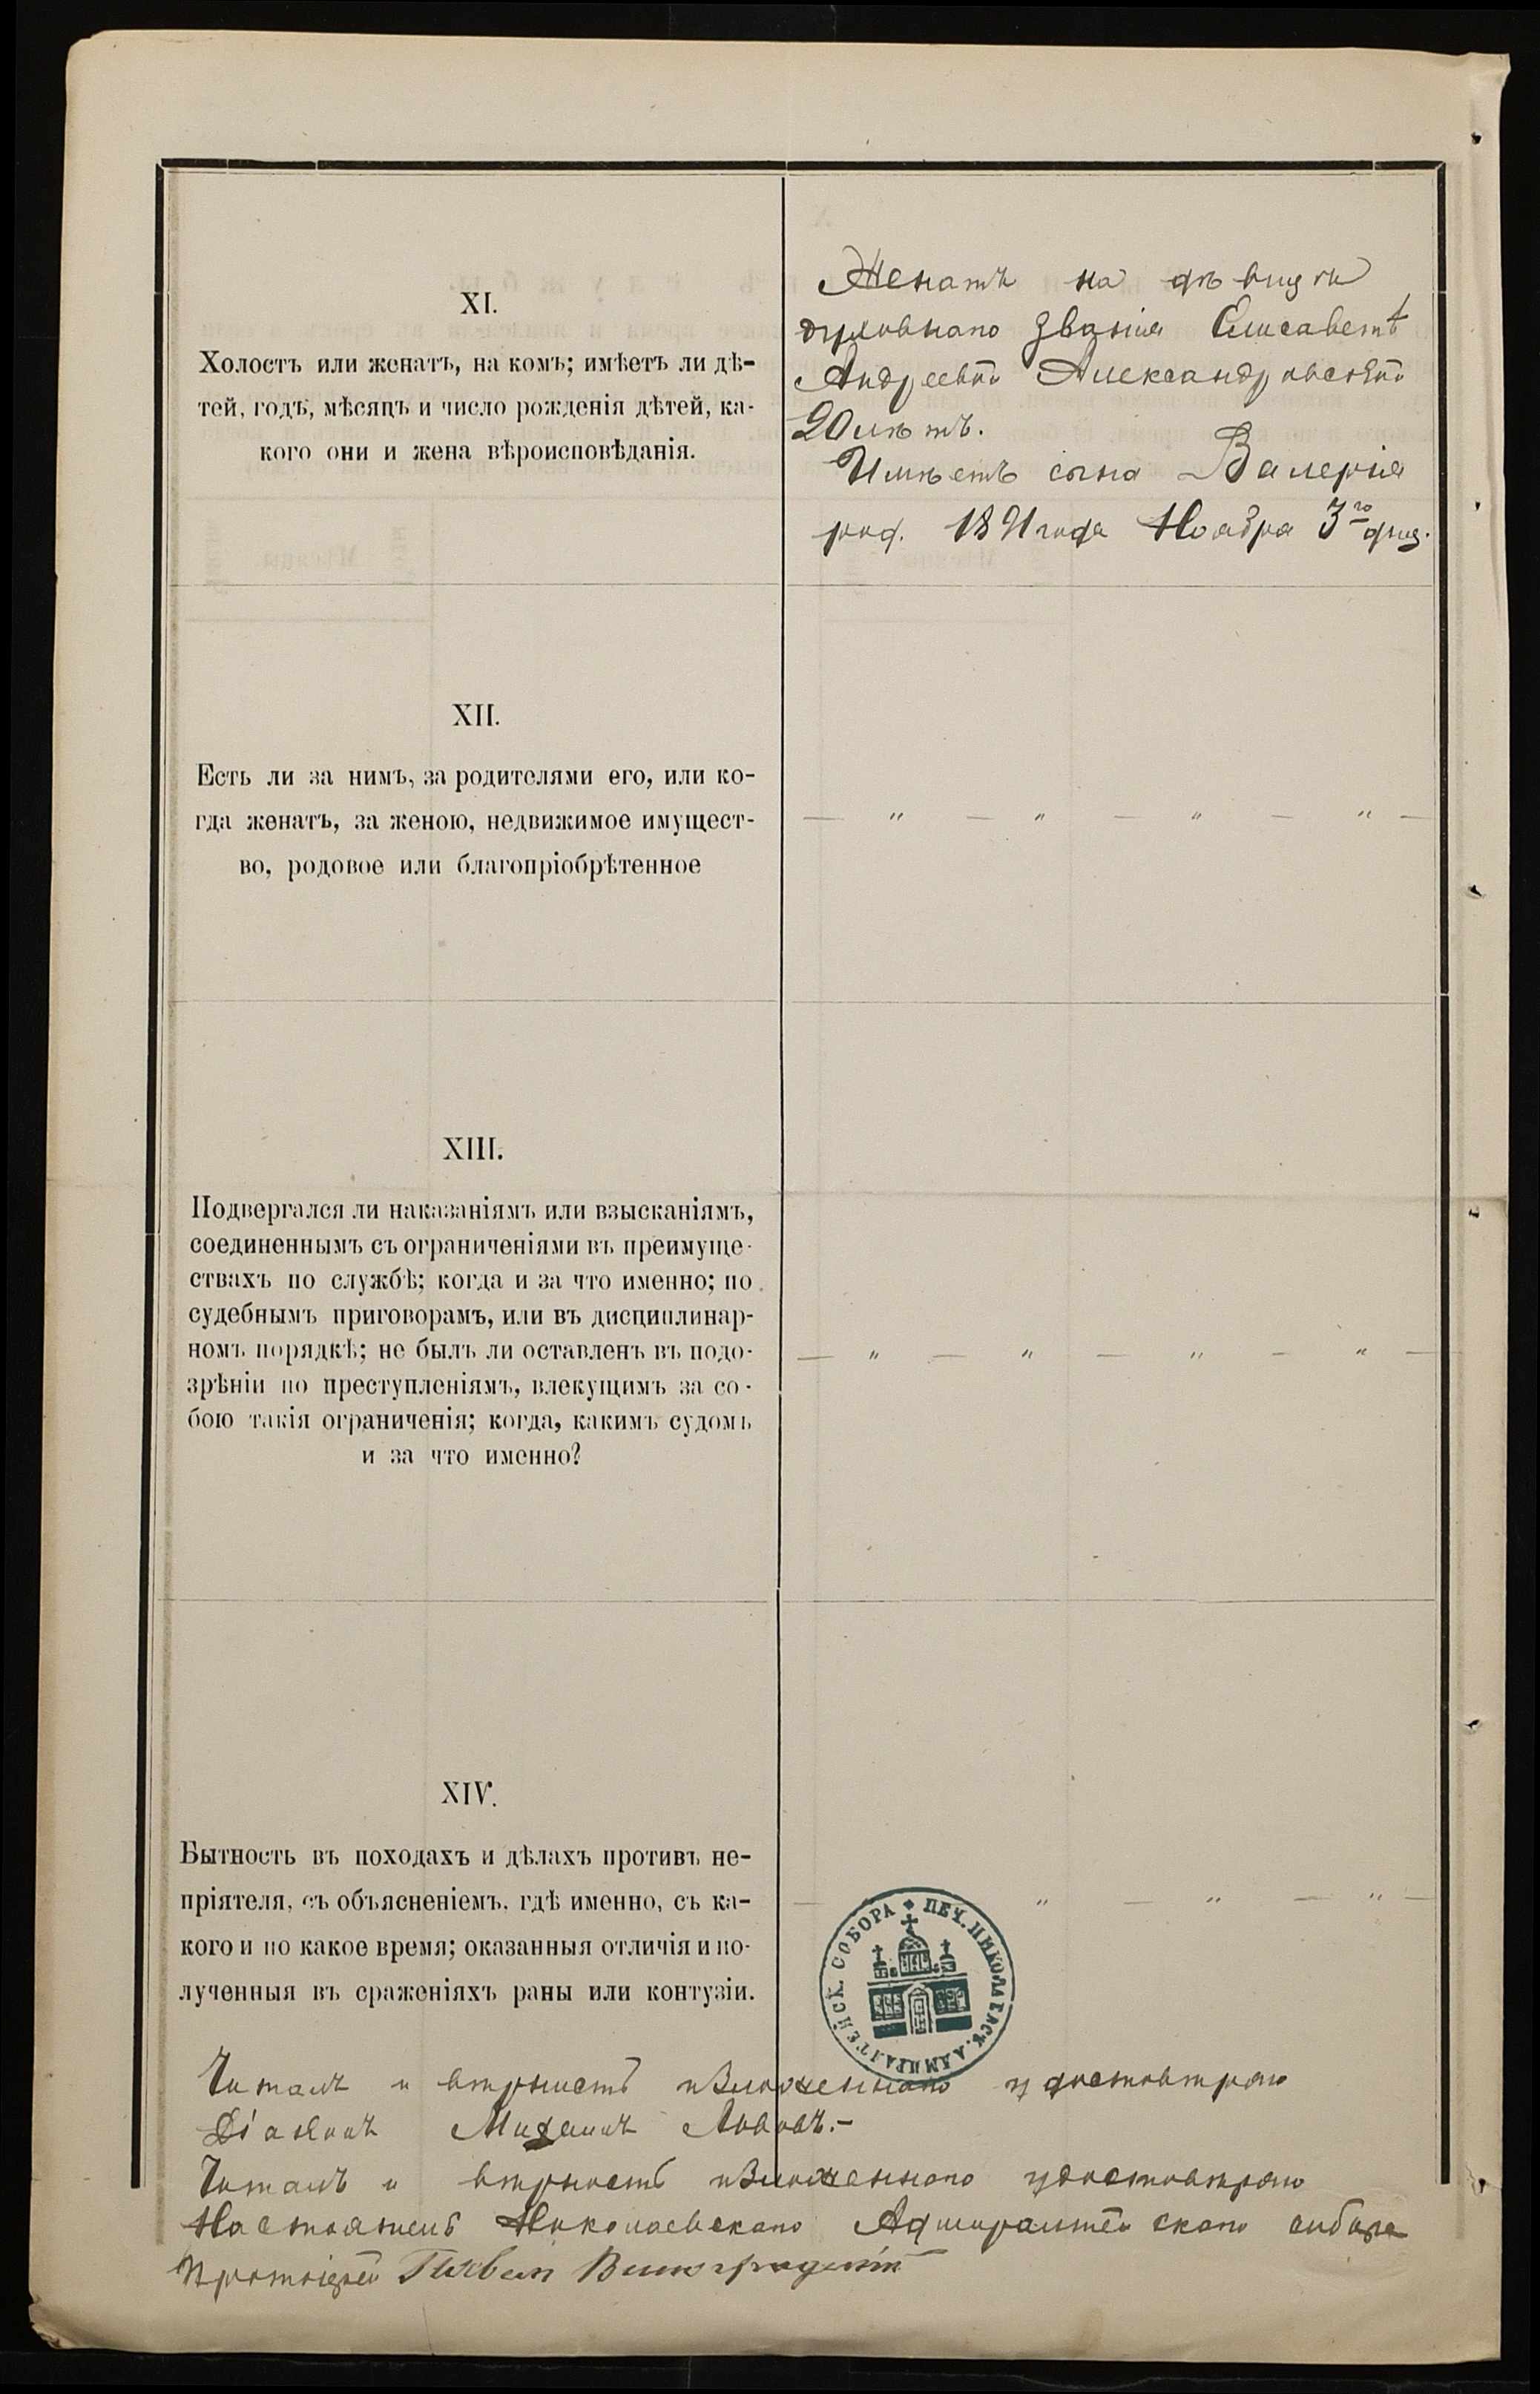 XI.
Холостъ или женатъ, на комъ; имѣетъ ли дѣ-
тей, годъ, мѣсяцъ и число рожденія дѣтей, ка-
кого они и жена вѣроисповѣданія.
Женатъ на дѣвицѣ
духовнаго званія Елисаветѣ
Андреевой Александровской
20 лѣтъ.
Имѣетъ сына Валерія
род. 1891 года Ноября 3го дня.
XII.
Есть ли за нимъ, за родителями его, или ко-
гда женатъ, за женою, недвижимое имущест-
во, родовое или благопріобрѣтенное
— " — " — " — " —
XIII.
Подвергался ли наказаніямъ или взысканіямъ,
соединеннымъ съ ограниченіями въ преимуще-
ствахъ по службѣ; когда и за что именно; по
судебнымъ приговорамъ, или въ дисциплинар-
номъ порядкѣ; не былъ ли оставленъ въ подо-
зрѣніи по преступленіямъ, влекущимъ за со-
бою такія ограниченія; когда, какимъ судомъ
и за что именно?
— " — " — " — " —
XIV.
Бытность въ походахъ и дѣлахъ противъ не-
пріятеля, съ объясненіемъ, гдѣ именно, съ ка-
кого и по какое время; оказанныя отличія и по-
лученныя въ сраженіяхъ раны или контузіи.
— " — " — " —
ПЕЧ. НИКОЛАЕВСК. АДМИРАЛТЕЙСК. СОБОРА
Читалъ и вѣрность изложеннаго удостовѣряю
Діаконъ Михаилъ Львовъ.—
Читалъ и вѣрность изложеннаго удостовѣряю
Настоятель Николаевскаго Адмиралтейскаго собора
Протоіерей